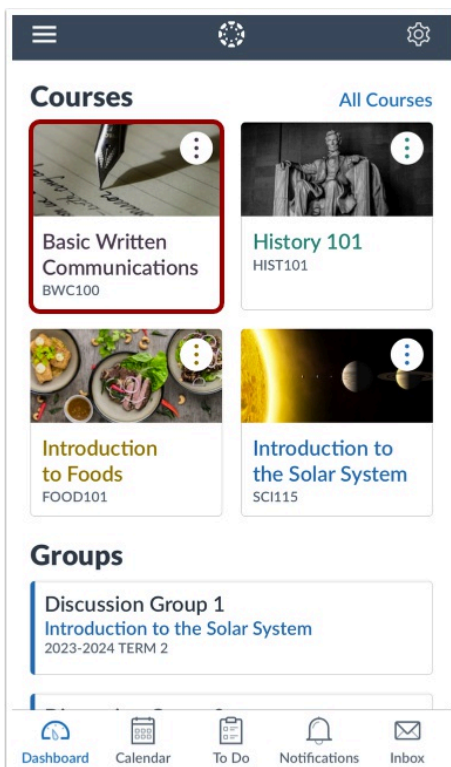 Courses
All Courses
Basic Written
Communications
BWC100
History 101
HIST101
Introduction
to Foods
FOOD101
Introduction to
the Solar System
SCI115
Groups
Discussion Group 1
Introduction to the Solar System
2023-2024 TERM 2
Dashboard
Calendar
To Do
Notifications
Inbox